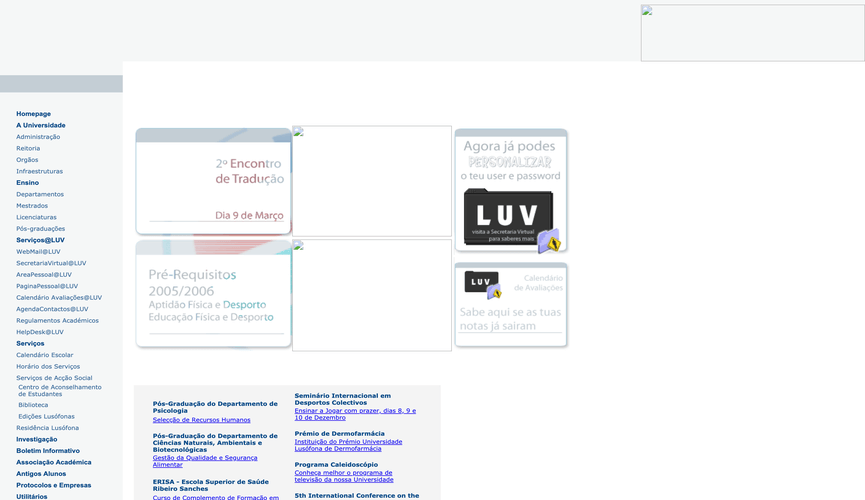 Homepage
A Universidade
Administração
Reitoria
Orgãos
Infraestruturas
Ensino
Departamentos
Mestrados
Licenciaturas
Pós-graduações
Serviços@LUV
WebMail@LUV
SecretariaVirtual@LUV
AreaPessoal@LUV
PaginaPessoal@LUV
Calendário Avaliações@LUV
AgendaContactos@LUV
Regulamentos Académicos
HelpDesk@LUV
Serviços
Calendário Escolar
Horário dos Serviços
Serviços de Acção Social
Centro de Aconselhamento
de Estudantes
Biblioteca
Edições Lusófonas
Residência Lusófona
Investigação
Boletim Informativo
Associação Académica
Antigos Alunos
Protocolos e Empresas
Utilitários
2º Encontro
de Tradução
Dia 9 de Março
Pré-Requisitos
2005/2006
Aptidão Fisica e Desporto
Educação Fisica e Desporto
Agora já podes
PERSONALIZAR
o teu user e password
LUV
visita a Secretaria Virtual
para saberes mais
LUV
Calendário
de Avaliações
Sabe aqui se as tuas
notas já sairam
Pós-Graduação do Departamento de
Psicologia
Selecção de Recursos Humanos
Pós-Graduação do Departamento de
Ciências Naturais, Ambientais e
Biotecnológicas
Gestão da Qualidade e Segurança
Alimentar
ERISA - Escola Superior de Saúde
Ribeiro Sanches
Curso de Complemento de Formação em
Seminário Internacional em
Desportos Colectivos
Ensinar a Jogar com prazer, dias 8, 9 e
10 de Dezembro
Prémio de Dermofarmácia
Instituição do Prémio Universidade
Lusófona de Dermofarmácia
Programa Caleidoscópio
Conheça melhor o programa de
televisão da nossa Universidade
5th International Conference on the